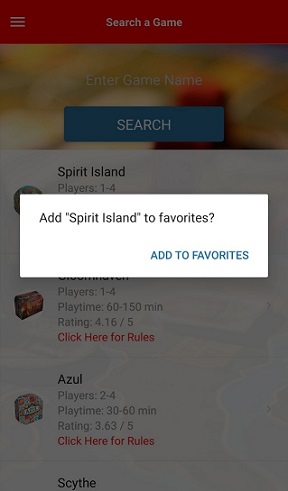 Search a Game
Enter Game Name
SEARCH
Spirit Island
Players: 1-4
Add "Spirit Island" to favorites?
ADD TO FAVORITES
Gloomhaven
Players: 1-4
Playtime: 60-150 min
Rating: 4.16 / 5
Click Here for Rules
Azul
Players: 2-4
Playtime: 30-60 min
Rating: 3.63 / 5
Click Here for Rules
Scythe